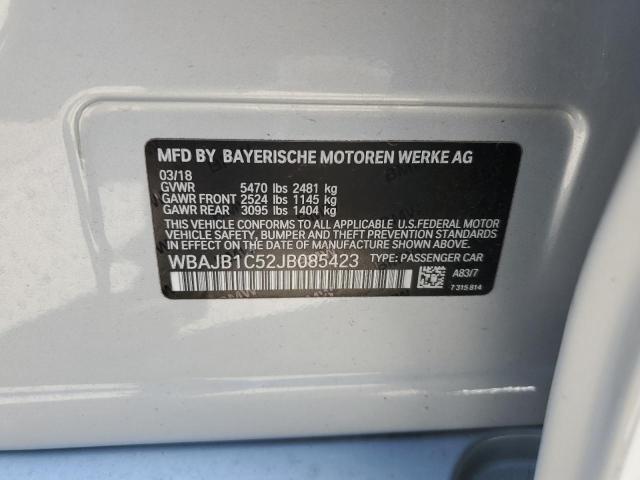 MFD BY BAYERISCHE MOTOREN WERKE AG
03/18
GVWR 5470 lbs 2481 kg
GAWR FRONT 2524 lbs 1145 kg
GAWR REAR 3095 lbs 1404 kg
THIS VEHICLE CONFORMS TO ALL APPLICABLE U.S.FEDERAL MOTOR
VEHICLE SAFETY, BUMPER AND THEFT PREVENTION STANDARDS IN
EFFECT ON THE DATE OF MANUFACTURE SHOWN ABOVE.
WBAJB1C52JB085423 TYPE: PASSENGER CAR
A83/7
7 315 814